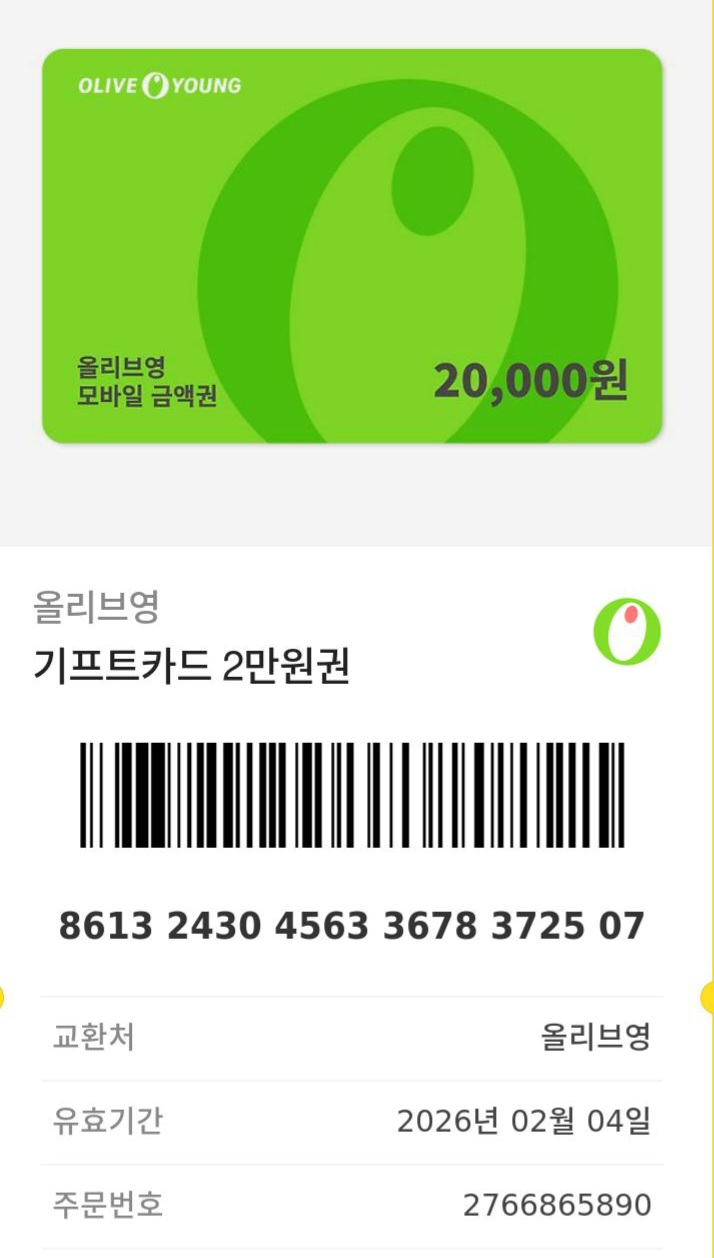 OLIVE YOUNG
올리브영
모바일 금액권
20,000원
올리브영
기프트카드 2만원권
8613 2430 4563 3678 3725 07
교환처 올리브영
유효기간 2026년 02월 04일
주문번호 2766865890